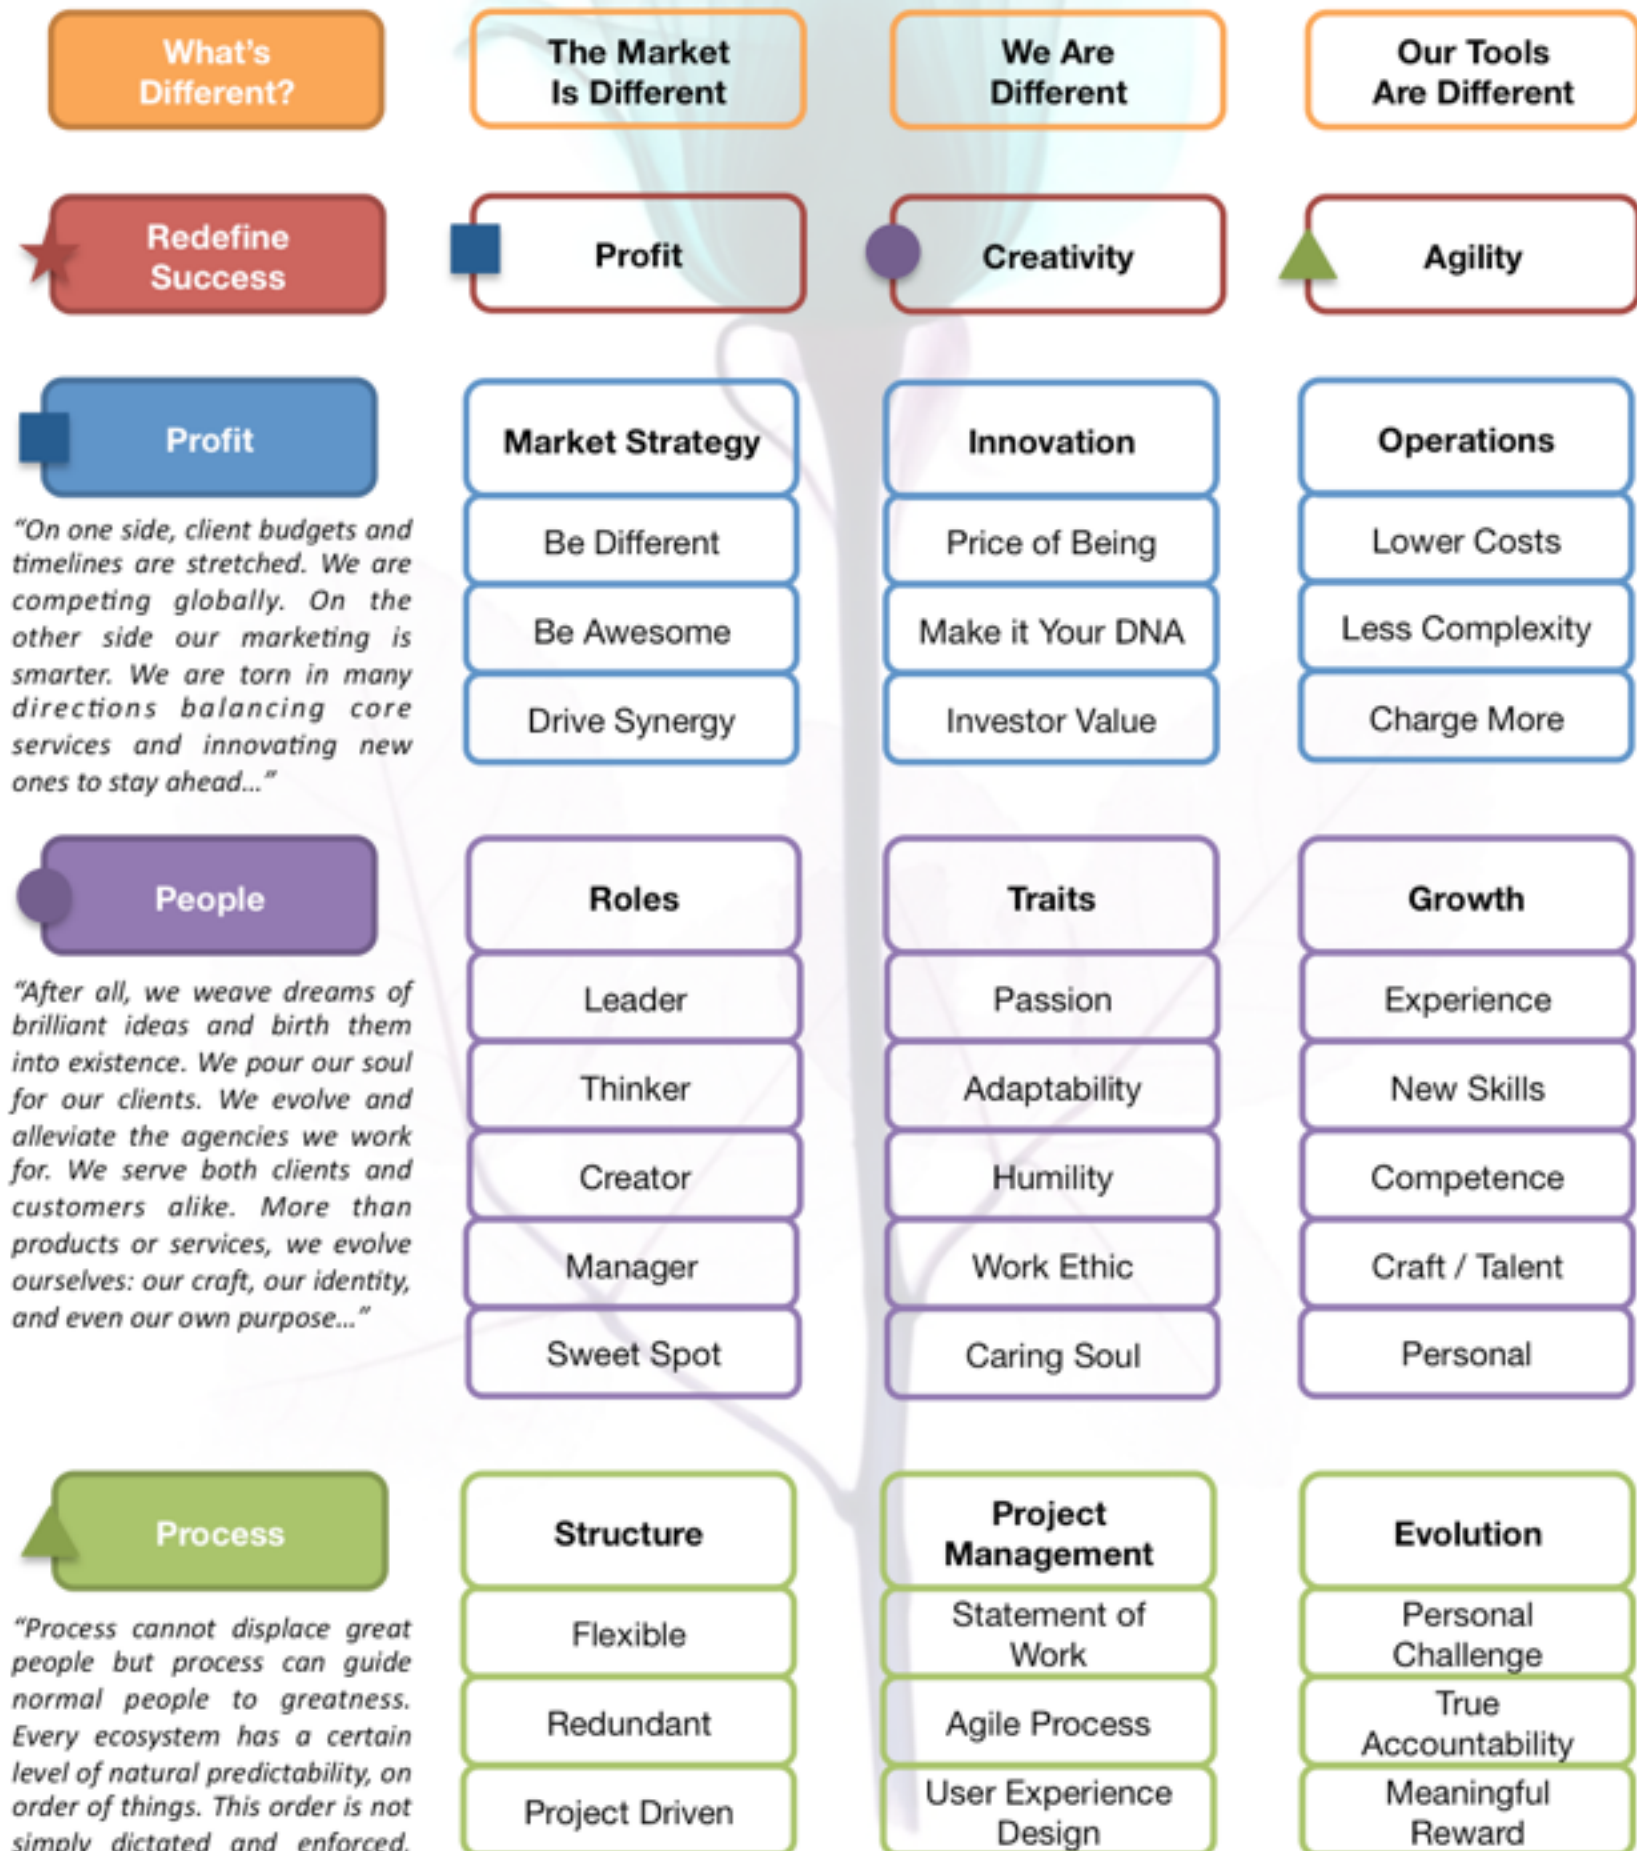 What's
Different?
The Market
Is Different
We Are
Different
Our Tools
Are Different
Redefine
Success
Profit
Creativity
Agility
Profit
“On one side, client budgets and
timelines are stretched. We are
competing globally. On the
other side our marketing is
smarter. We are torn in many
directions balancing core
services and innovating new
ones to stay ahead...”
Market Strategy
Be Different
Be Awesome
Drive Synergy
Innovation
Price of Being
Make it Your DNA
Investor Value
Operations
Lower Costs
Less Complexity
Charge More
People
“After all, we weave dreams of
brilliant ideas and birth them
into existence. We pour our soul
for our clients. We evolve and
alleviate the agencies we work
for. We serve both clients and
customers alike. More than
products or services, we evolve
ourselves: our craft, our identity,
and even our own purpose...”
Roles
Leader
Thinker
Creator
Manager
Sweet Spot
Traits
Passion
Adaptability
Humility
Work Ethic
Caring Soul
Growth
Experience
New Skills
Competence
Craft / Talent
Personal
Process
“Process cannot displace great
people but process can guide
normal people to greatness.
Every ecosystem has a certain
level of natural predictability, on
order of things. This order is not
simply dictated and enforced.
Structure
Flexible
Redundant
Project Driven
Project
Management
Statement of
Work
Agile Process
User Experience
Design
Evolution
Personal
Challenge
True
Accountability
Meaningful
Reward